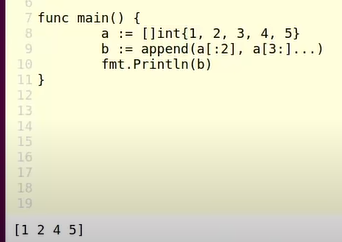 6
7 func main() {
8 a := []int{1, 2, 3, 4, 5}
9 b := append(a[:2], a[3:]...)
10 fmt.Println(b)
11 }
12
13
14
15
16
17
18
19
[1 2 4 5]